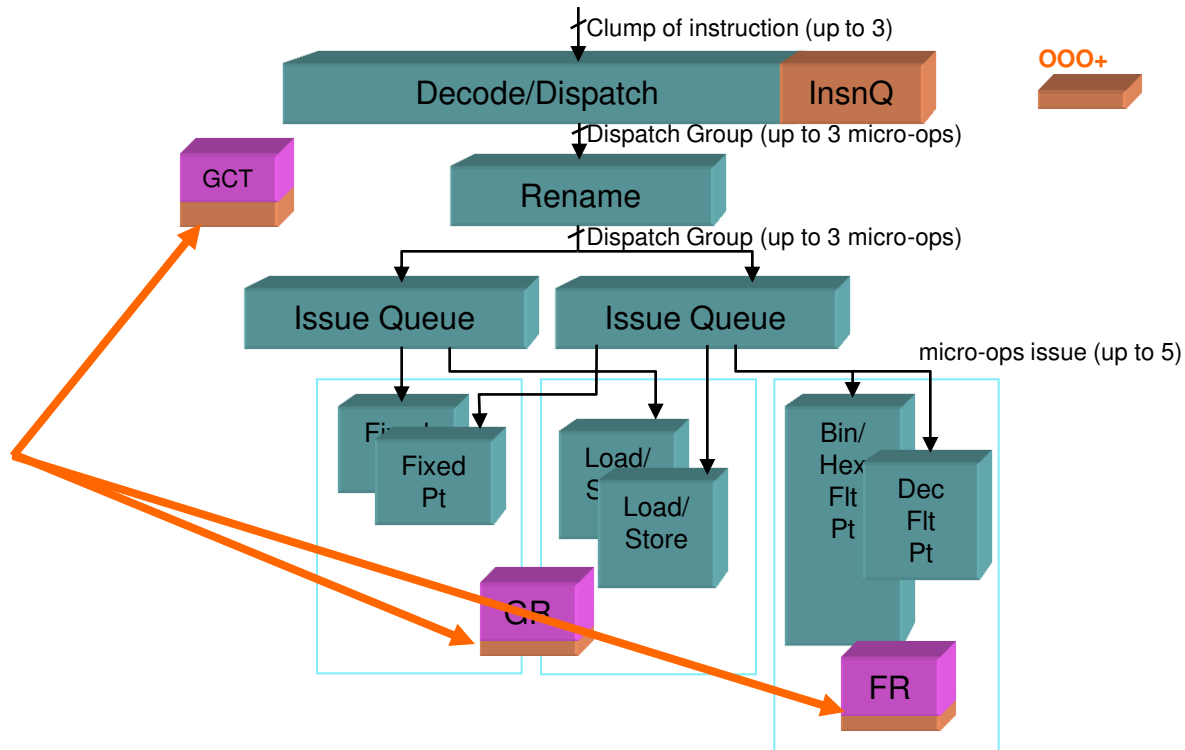 Clump of instruction (up to 3)
OOO+
Decode/Dispatch
InsnQ
Dispatch Group (up to 3 micro-ops)
GCT
Rename
Dispatch Group (up to 3 micro-ops)
Issue Queue
Issue Queue
micro-ops issue (up to 5)
Fixed
Pt
Load/
Load/
Store
Bin/
Hex
Flt
Pt
Dec
Flt
Pt
GR
FR